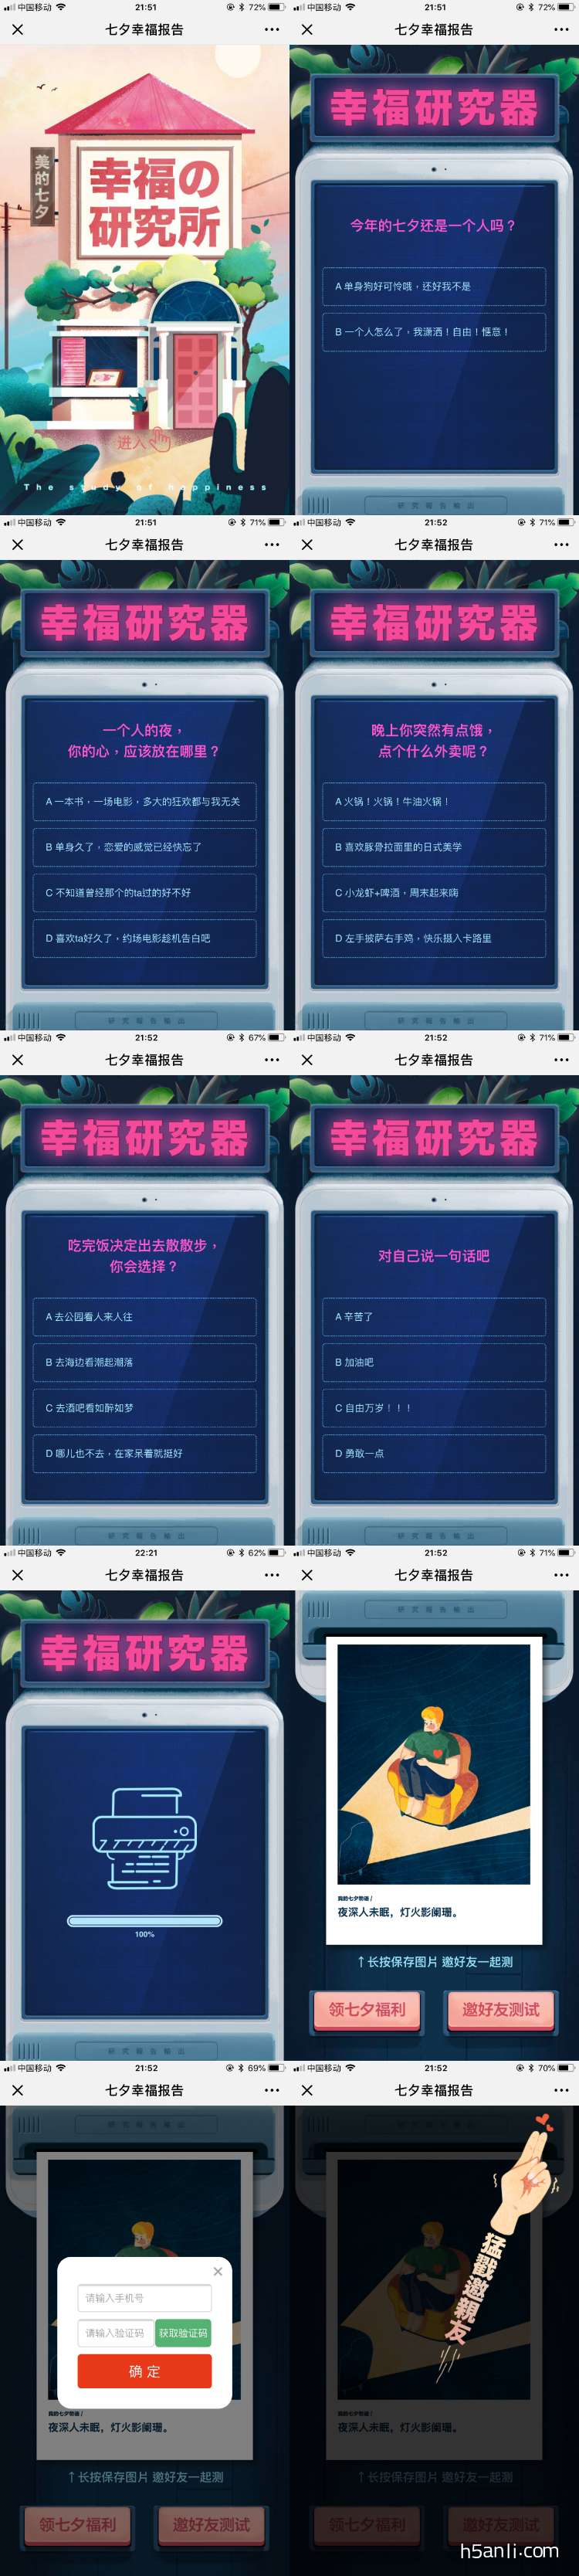 中国移动 21:51 72%
七夕幸福报告
美的七夕
幸福の
研究所
进入
The study of happiness
中国移动 21:51 72%
七夕幸福报告
幸福研究器
今年的七夕还是一个人吗？
A 单身狗好可怜哦，还好我不是
B 一个人怎么了，我潇洒！自由！惬意！
研究报告输出
中国移动 21:51 71%
七夕幸福报告
幸福研究器
一个人的夜，
你的心，应该放在哪里？
A 一本书，一场电影，多大的狂欢都与我无关
B 单身久了，恋爱的感觉已经快忘了
C 不知道曾经那个的ta过的好不好
D 喜欢ta好久了，约场电影趁机告白吧
研究报告输出
中国移动 21:52 71%
七夕幸福报告
幸福研究器
晚上你突然有点饿，
点个什么外卖呢？
A 火锅！火锅！牛油火锅！
B 喜欢豚骨拉面里的日式美学
C 小龙虾+啤酒，周末起来嗨
D 左手披萨右手鸡，快乐摄入卡路里
研究报告输出
中国移动 21:52 67%
七夕幸福报告
幸福研究器
吃完饭决定出去散散步，
你会选择？
A 去公园看人来人往
B 去海边看潮起潮落
C 去酒吧看如醉如梦
D 哪儿也不去，在家呆着就挺好
研究报告输出
中国移动 21:52 71%
七夕幸福报告
幸福研究器
对自己说一句话吧
A 辛苦了
B 加油吧
C 自由万岁！！！
D 勇敢一点
研究报告输出
中国移动 22:21 62%
七夕幸福报告
幸福研究器
100%
研究报告输出
中国移动 21:52 71%
七夕幸福报告
研究报告输出
我的七夕物语 /
夜深人未眠，灯火影阑珊。
↑长按保存图片 邀好友一起测
领七夕福利
邀好友测试
中国移动 21:52 69%
七夕幸福报告
请输入手机号
请输入验证码
获取验证码
确定
我的七夕物语 /
夜深人未眠，灯火影阑珊。
↑长按保存图片 邀好友一起测
领七夕福利
邀好友测试
中国移动 21:52 70%
七夕幸福报告
猛戳邀親友
我的七夕物语 /
夜深人未眠，灯火影阑珊。
↑长按保存图片 邀好友一起测
领七夕福利
邀好友测试
h5anli.com